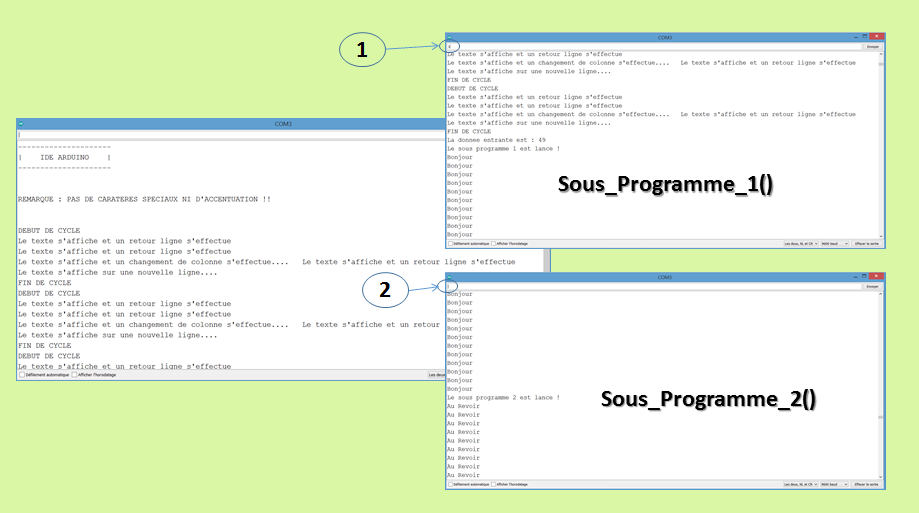 COM3
---------------------
|    IDE ARDUINO    |
---------------------
REMARQUE : PAS DE CARATERES SPECIAUX NI D'ACCENTUATION !!
DEBUT DE CYCLE
Le texte s'affiche et un retour ligne s'effectue
Le texte s'affiche et un retour ligne s'effectue
Le texte s'affiche et un changement de colonne s'effectue....   Le texte s'affiche et un retour ligne s'effectue
Le texte s'affiche sur une nouvelle ligne....
FIN DE CYCLE
DEBUT DE CYCLE
Le texte s'affiche et un retour ligne s'effectue
Le texte s'affiche et un retour ligne s'effectue
Le texte s'affiche et un changement de colonne s'effectue....   Le texte s'affiche et un retour
Le texte s'affiche sur une nouvelle ligne....
FIN DE CYCLE
DEBUT DE CYCLE
Le texte s'affiche et un retour ligne s'effectue
Défilement automatique Afficher l'horodatage Les deux
1
COM3
Envoyer
Le texte s'affiche et un retour ligne s'effectue
Le texte s'affiche et un changement de colonne s'effectue....   Le texte s'affiche et un retour ligne s'effectue
Le texte s'affiche sur une nouvelle ligne....
FIN DE CYCLE
DEBUT DE CYCLE
Le texte s'affiche et un retour ligne s'effectue
Le texte s'affiche et un retour ligne s'effectue
Le texte s'affiche et un changement de colonne s'effectue....   Le texte s'affiche et un retour ligne s'effectue
Le texte s'affiche sur une nouvelle ligne....
FIN DE CYCLE
La donnee entrante est : 49
Le sous programme 1 est lance !
Bonjour
Bonjour
Bonjour
Bonjour
Bonjour
Bonjour
Bonjour
Bonjour
Bonjour
Bonjour
Sous_Programme_1()
Défilement automatique Afficher l'horodatage Les deux, NL et CR 9600 baud Effacer la sortie
2
COM3
Envoyer
Bonjour
Bonjour
Bonjour
Bonjour
Bonjour
Bonjour
Bonjour
Bonjour
Bonjour
Bonjour
Bonjour
Bonjour
Le sous programme 2 est lance !
Au Revoir
Au Revoir
Au Revoir
Au Revoir
Au Revoir
Au Revoir
Au Revoir
Au Revoir
Au Revoir
Sous_Programme_2()
Défilement automatique Afficher l'horodatage Les deux, NL et CR 9600 baud Effacer la sortie